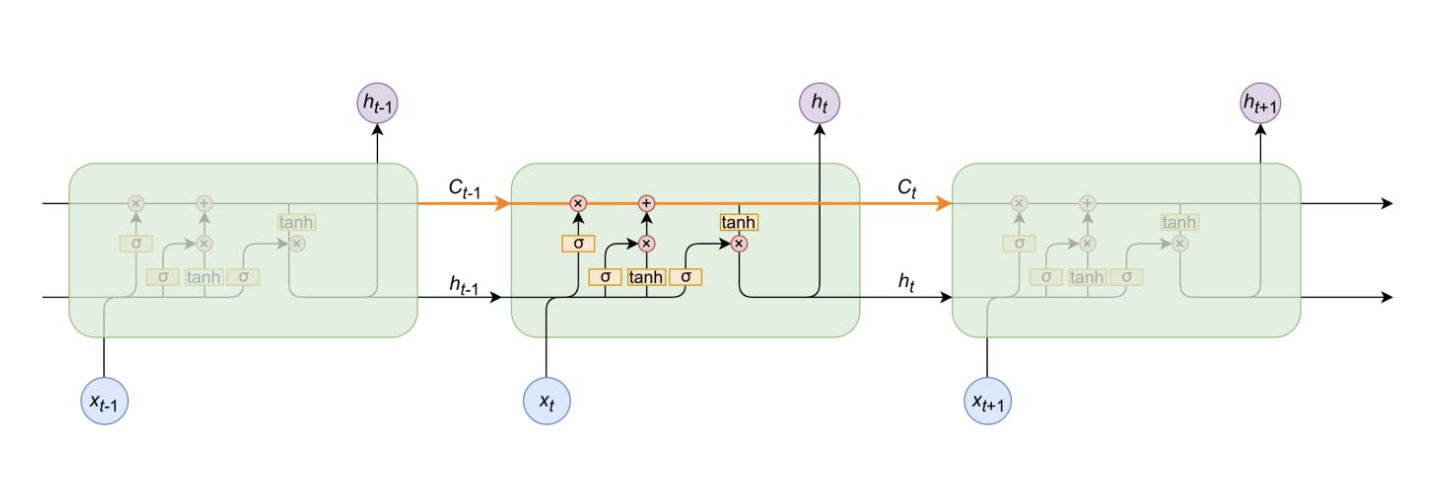 h_{t-1} h_t h_{t+1}
C_{t-1} C_t
× + × + × +
tanh tanh tanh
σ × × σ × × σ × ×
σ tanh σ σ tanh σ σ tanh σ
h_{t-1} h_t
x_{t-1} x_t x_{t+1}